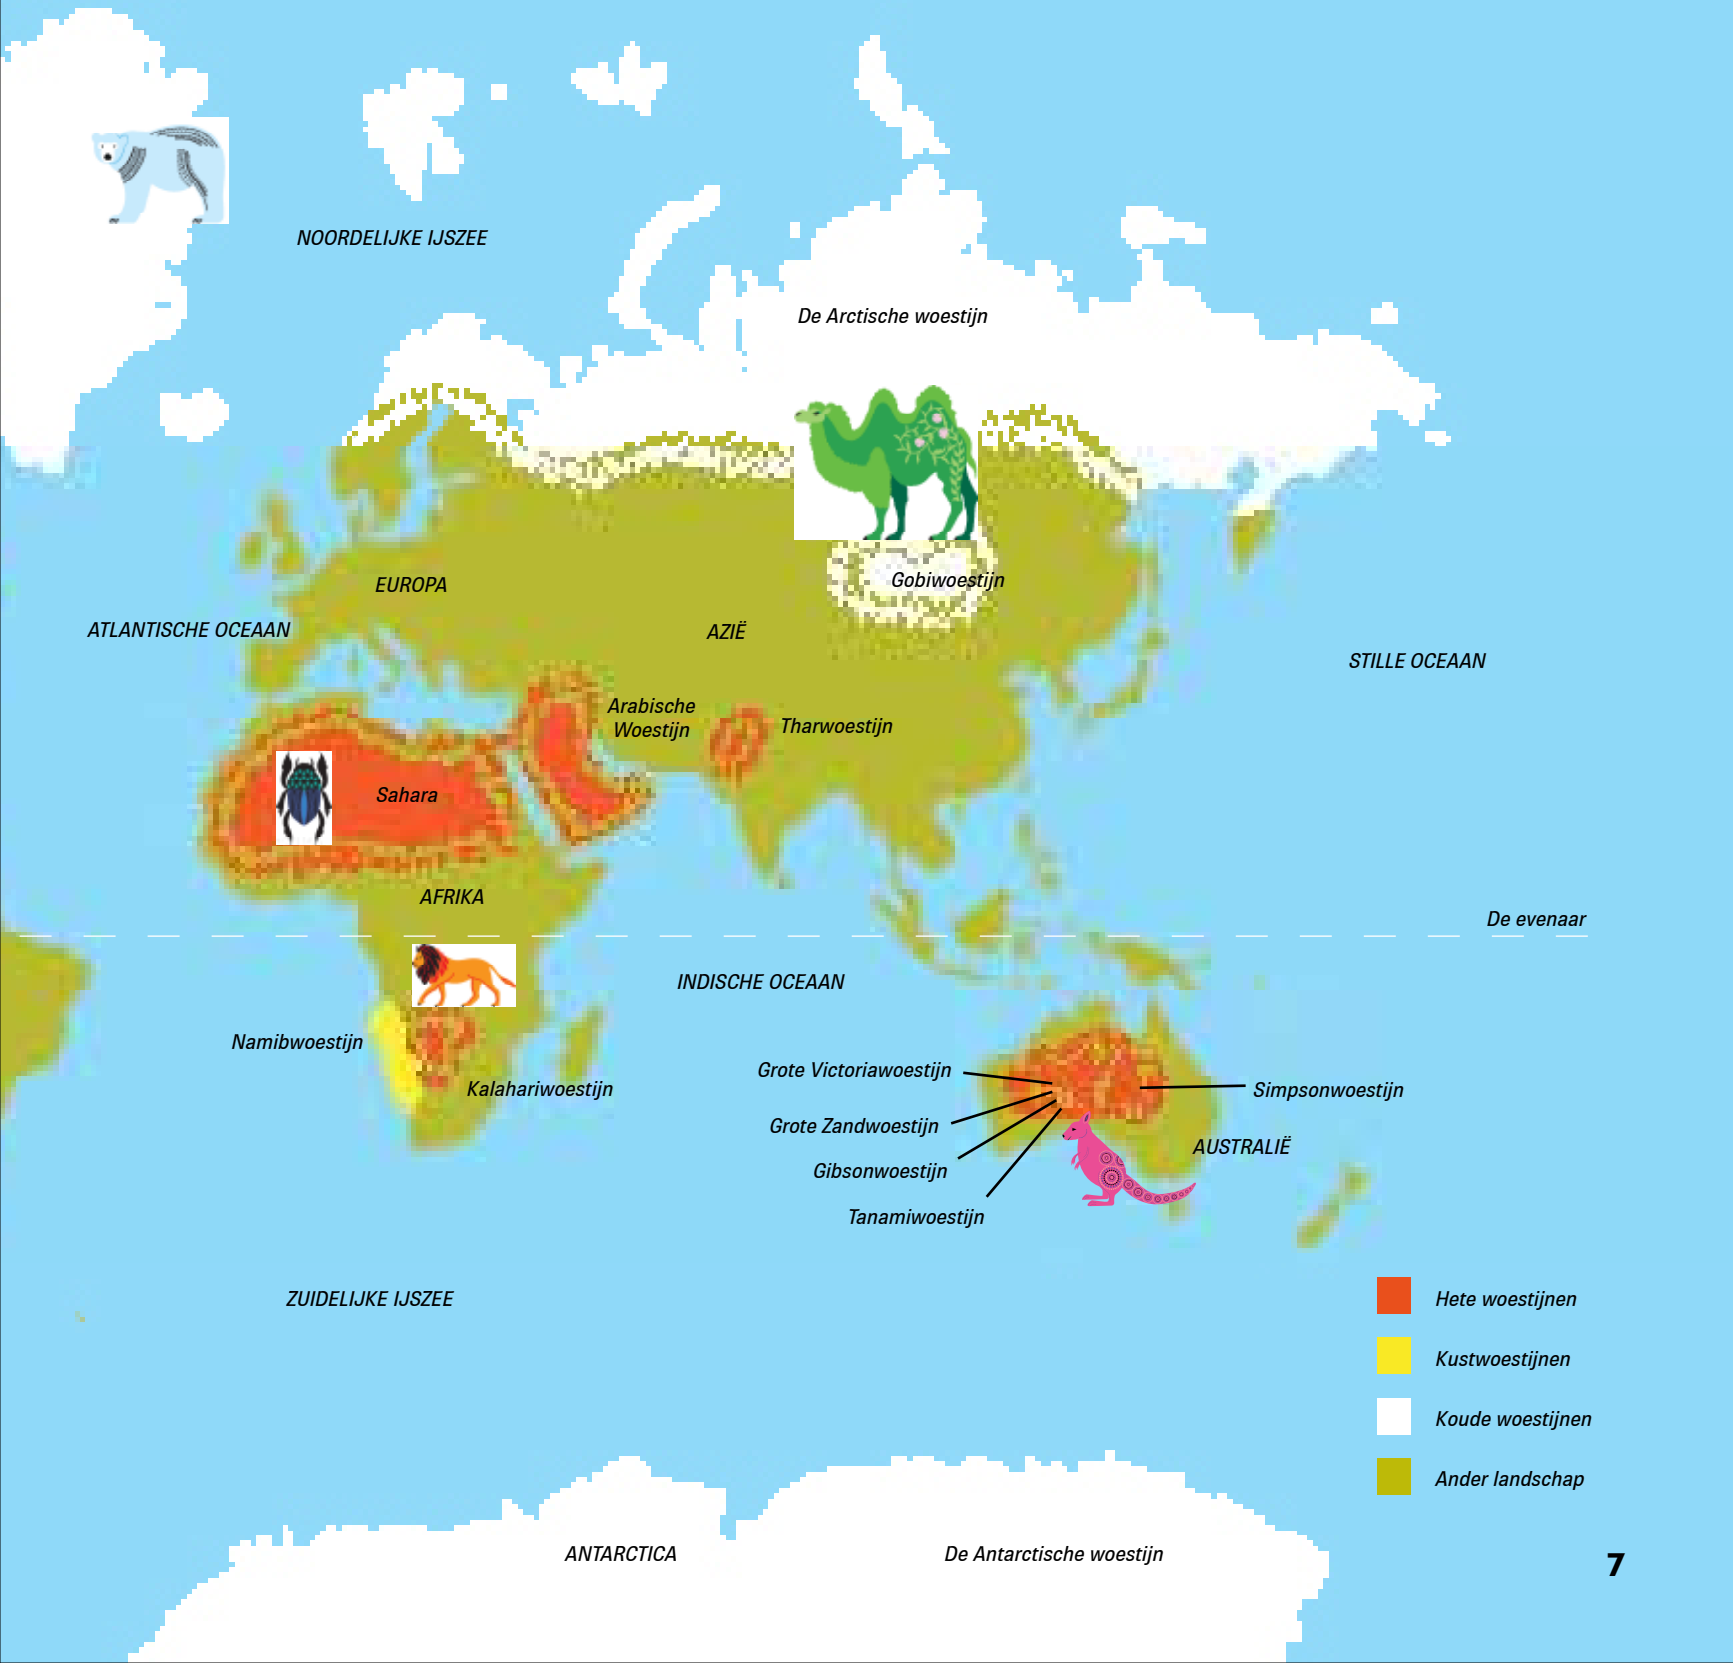 NOORDELIJKE IJSZEE
De Arctische woestijn
Gobiwoestijn
EUROPA
ATLANTISCHE OCEAAN
AZIË
STILLE OCEAAN
Arabische
Woestijn
Tharwoestijn
Sahara
AFRIKA
De evenaar
INDISCHE OCEAAN
Namibwoestijn
Kalahariwoestijn
Grote Victoriawoestijn
Simpsonwoestijn
Grote Zandwoestijn
AUSTRALIË
Gibsonwoestijn
Tanamiwoestijn
ZUIDELIJKE IJSZEE
Hete woestijnen
Kustwoestijnen
Koude woestijnen
Ander landschap
ANTARCTICA
De Antarctische woestijn
7